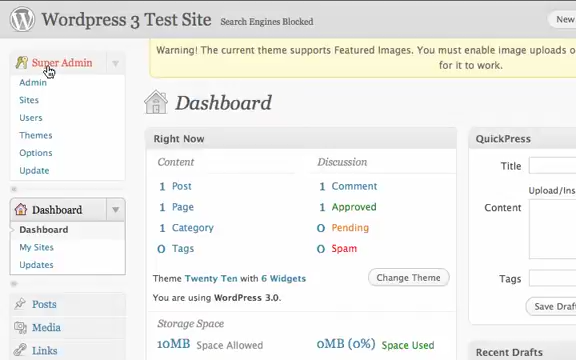 WordPress 3 Test Site
Search Engines Blocked
New
Super Admin
Admin
Sites
Users
Themes
Options
Update
Dashboard
Dashboard
My Sites
Updates
Posts
Media
Links
Warning! The current theme supports Featured Images. You must enable image uploads o
for it to work.
Dashboard
Right Now
Content
Discussion
1 Post
1 Comment
1 Page
1 Approved
1 Category
0 Pending
0 Tags
0 Spam
Theme Twenty Ten with 6 Widgets
Change Theme
You are using WordPress 3.0.
Storage Space
10MB Space Allowed
0MB (0%) Space Used
QuickPress
Title
Upload/Ins
Content
Tags
Save Draf
Recent Drafts